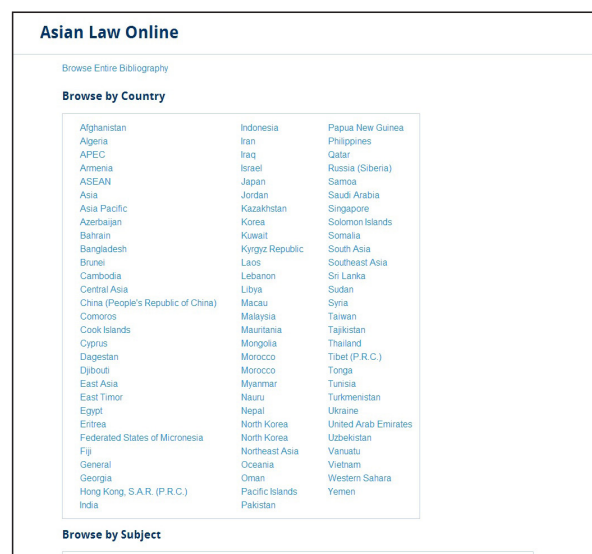 Asian Law Online
Browse Entire Bibliography
Browse by Country
Afghanistan
Algeria
APEC
Armenia
ASEAN
Asia
Asia Pacific
Azerbaijan
Bahrain
Bangladesh
Brunei
Cambodia
Central Asia
China (People's Republic of China)
Comoros
Cook Islands
Cyprus
Dagestan
Djibouti
East Asia
East Timor
Egypt
Eritrea
Federated States of Micronesia
Fiji
General
Georgia
Hong Kong, S.A.R. (P.R.C.)
India
Indonesia
Iran
Iraq
Israel
Japan
Jordan
Kazakhstan
Korea
Kuwait
Kyrgyz Republic
Laos
Lebanon
Libya
Macau
Malaysia
Mauritania
Mongolia
Morocco
Morocco
Myanmar
Nauru
Nepal
North Korea
North Korea
Northeast Asia
Oceania
Oman
Pacific Islands
Pakistan
Papua New Guinea
Philippines
Qatar
Russia (Siberia)
Samoa
Saudi Arabia
Singapore
Solomon Islands
Somalia
South Asia
Southeast Asia
Sri Lanka
Sudan
Syria
Taiwan
Tajikistan
Thailand
Tibet (P.R.C.)
Tonga
Tunisia
Turkmenistan
Ukraine
United Arab Emirates
Uzbekistan
Vanuatu
Vietnam
Western Sahara
Yemen
Browse by Subject